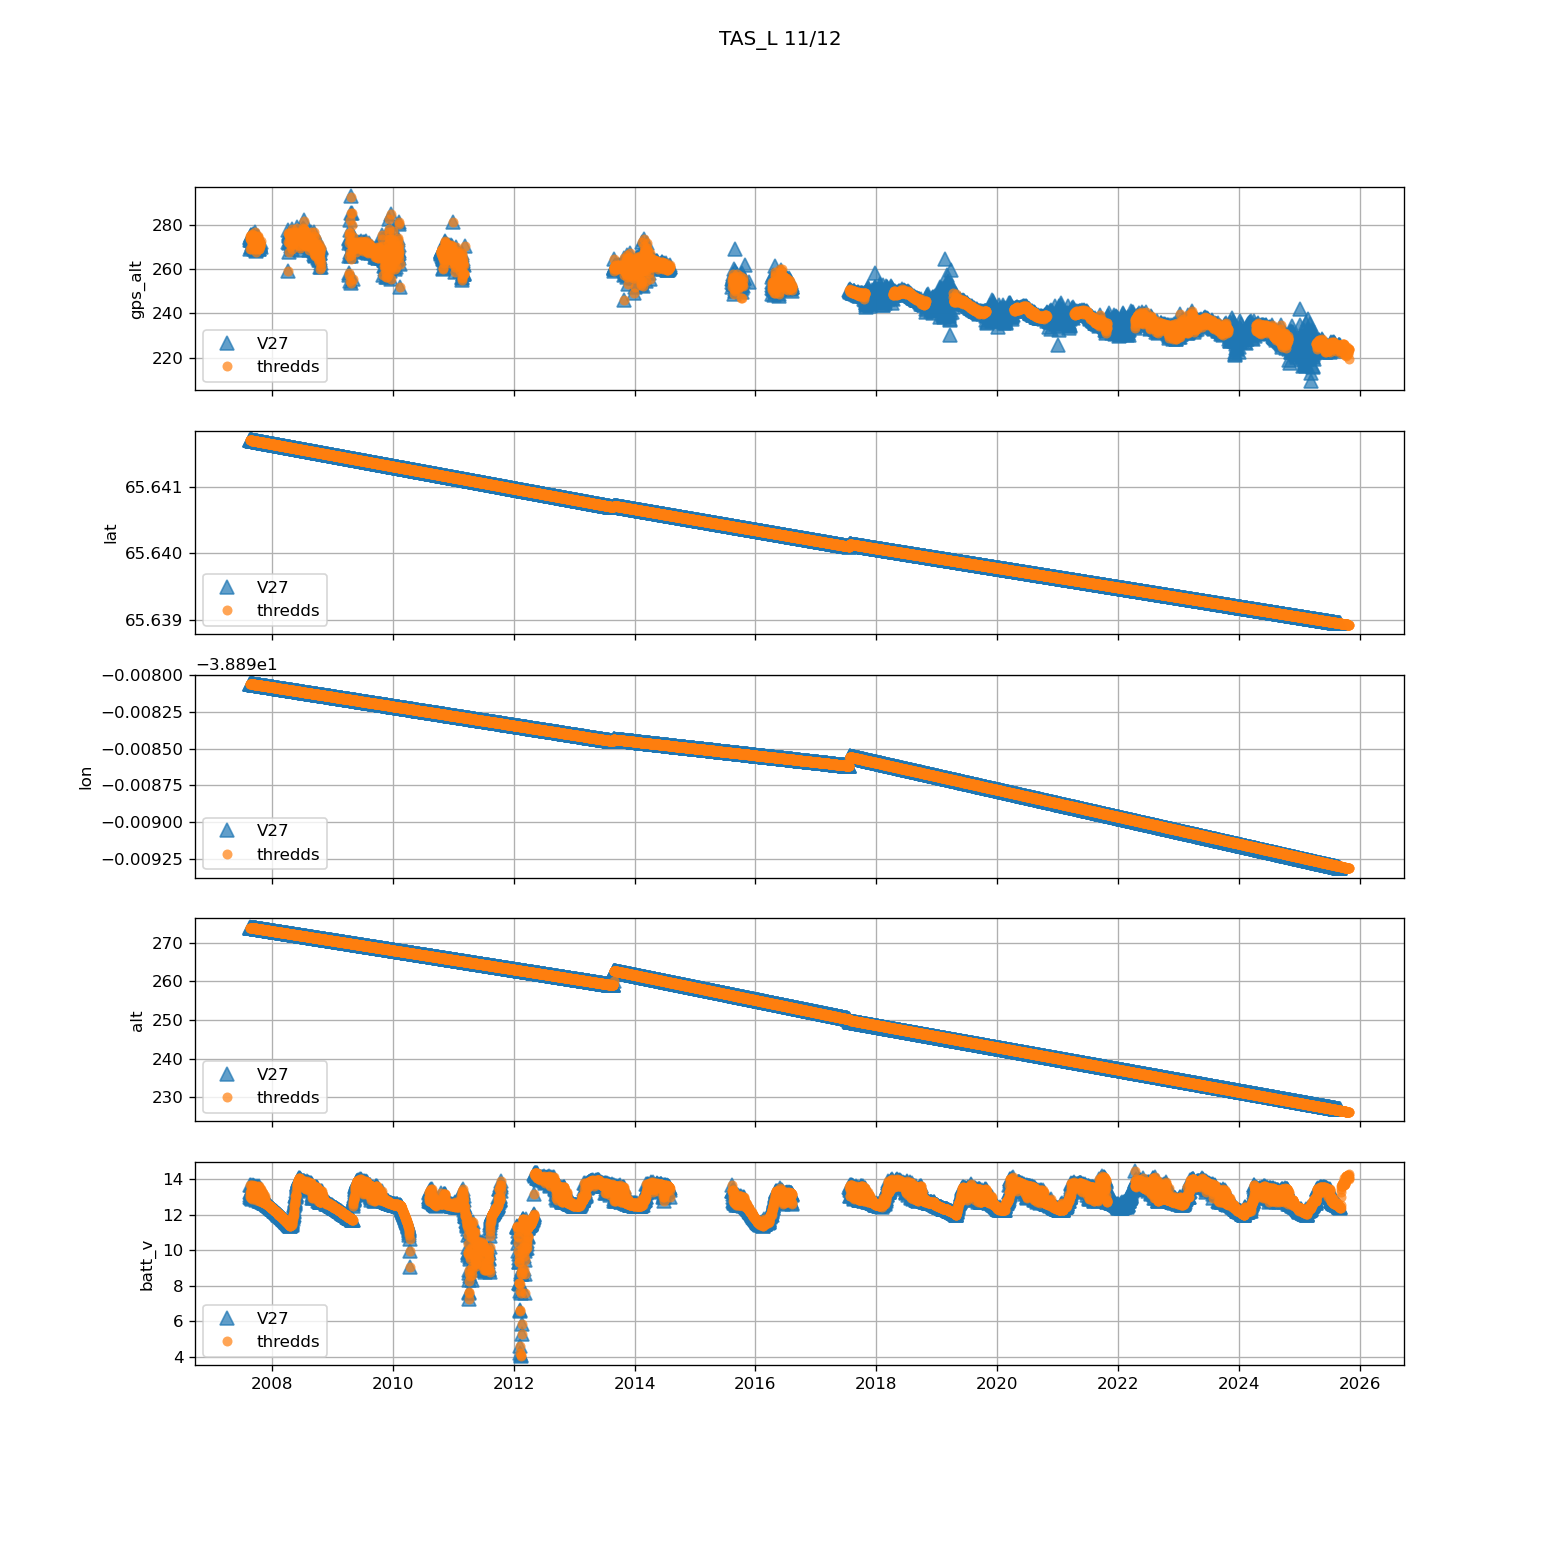 TAS_L 11/12
280
260
240
220
gps_alt
V27
thredds
65.641
65.640
65.639
lat
V27
thredds
−3.889e1
−0.00800
−0.00825
−0.00850
−0.00875
−0.00900
−0.00925
lon
V27
thredds
270
260
250
240
230
alt
V27
thredds
14
12
10
8
6
4
batt_v
V27
thredds
2008 2010 2012 2014 2016 2018 2020 2022 2024 2026